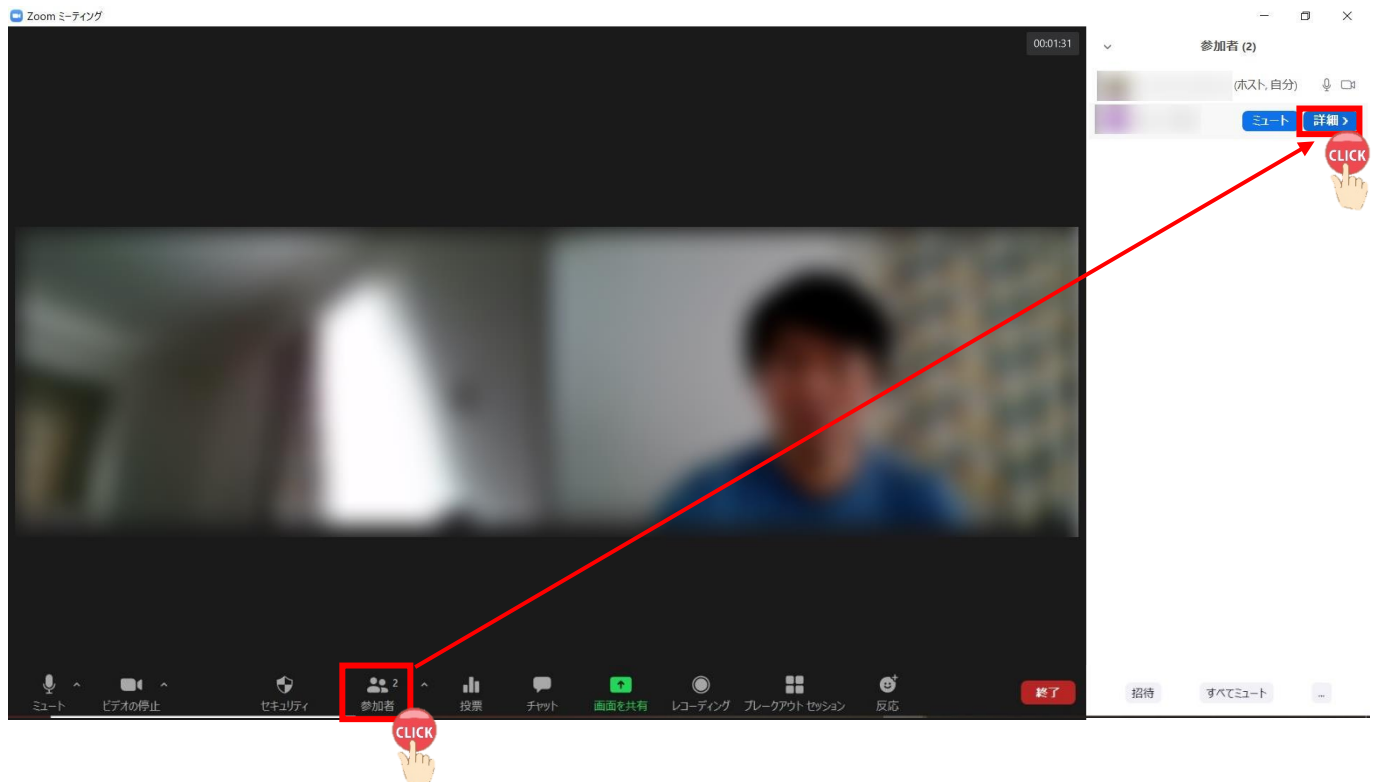 Zoom ミーティング
00:01:31
参加者 (2)
(ホスト, 自分)
ミュート 詳細 >
CLICK
ミュート ビデオの停止 セキュリティ 参加者 2 投票 チャット 画面を共有 レコーディング ブレークアウト セッション 反応 終了
招待 すべてミュート ...
CLICK